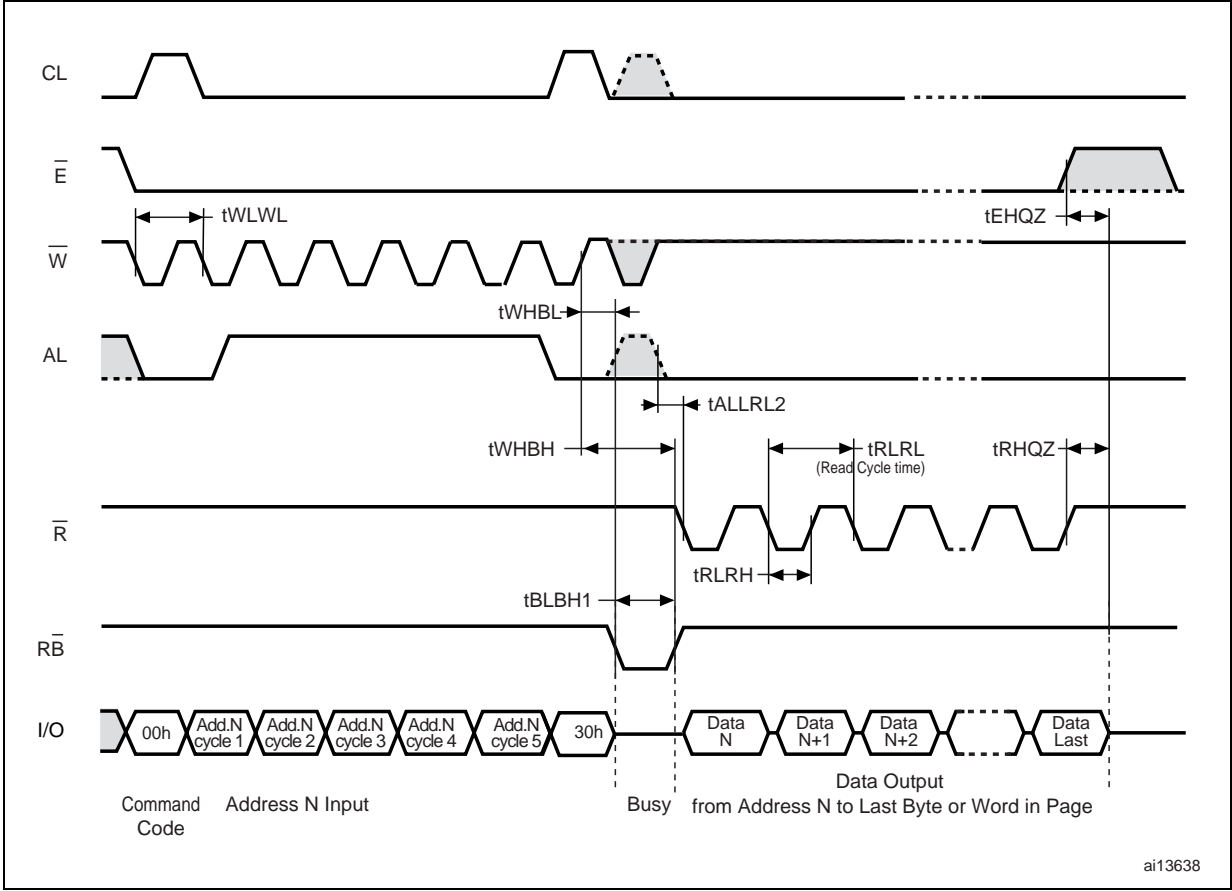 CL
E
tWLWL
tEHQZ
W
tWHBL
AL
tALLRL2
tWHBH
tRLRL
(Read Cycle time)
tRHQZ
R
tRLRH
tBLBH1
RB
I/O
00h
Add.N
cycle 1
Add.N
cycle 2
Add.N
cycle 3
Add.N
cycle 4
Add.N
cycle 5
30h
Data
N
Data
N+1
Data
N+2
Data
Last
Command
Code
Address N Input
Busy
Data Output
from Address N to Last Byte or Word in Page
ai13638